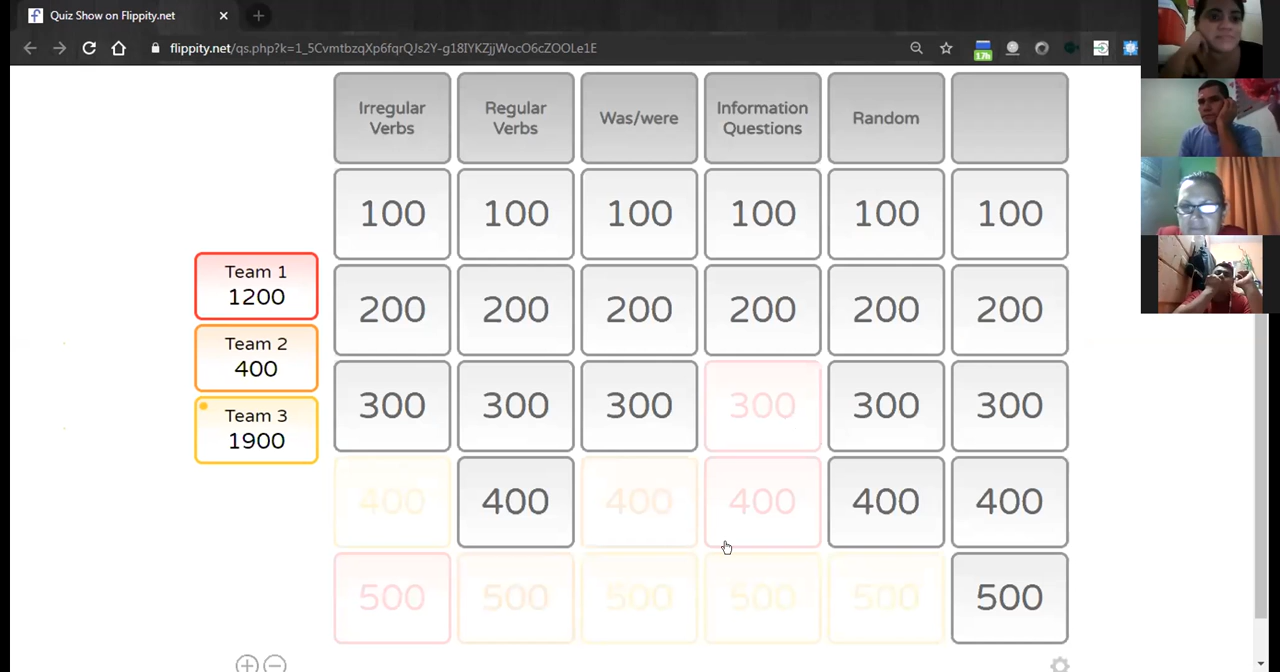 Quiz Show on Flippity.net
flippity.net/qs.php?k=1_5CvmtbzqXp6fqrQJs2Y-g18IYKZjjWocO6cZOOLe1E
17h
Irregular
Verbs
Regular
Verbs
Was/were
Information
Questions
Random
100 100 100 100 100 100
200 200 200 200 200 200
300 300 300 300 300 300
400 400 400 400 400 400
500 500 500 500 500 500
Team 1
1200
Team 2
400
Team 3
1900